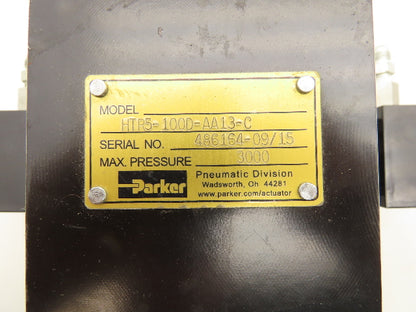 MODEL
HTR5-100D-AA13-C
SERIAL NO. 486164-09/15
MAX. PRESSURE 3000
Parker
Pneumatic Division
Wadsworth, Oh 44281
www.parker.com/actuator